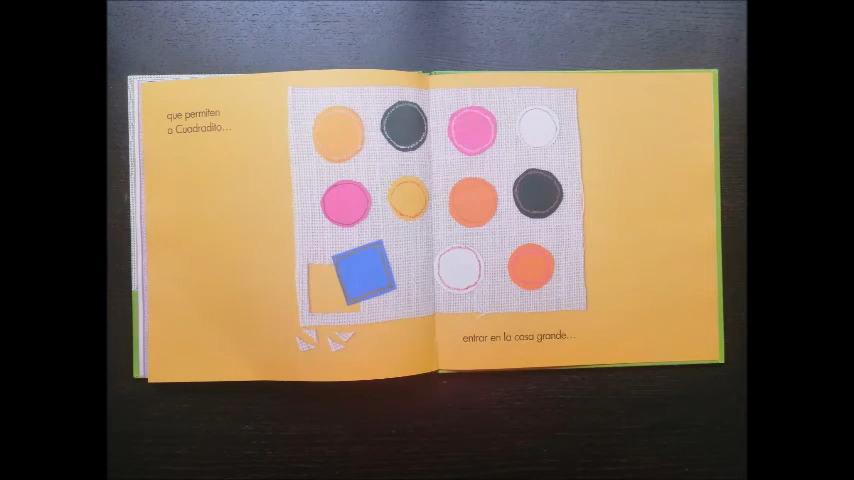 que permiten
a Cuadradito...
entrar en la casa grande...